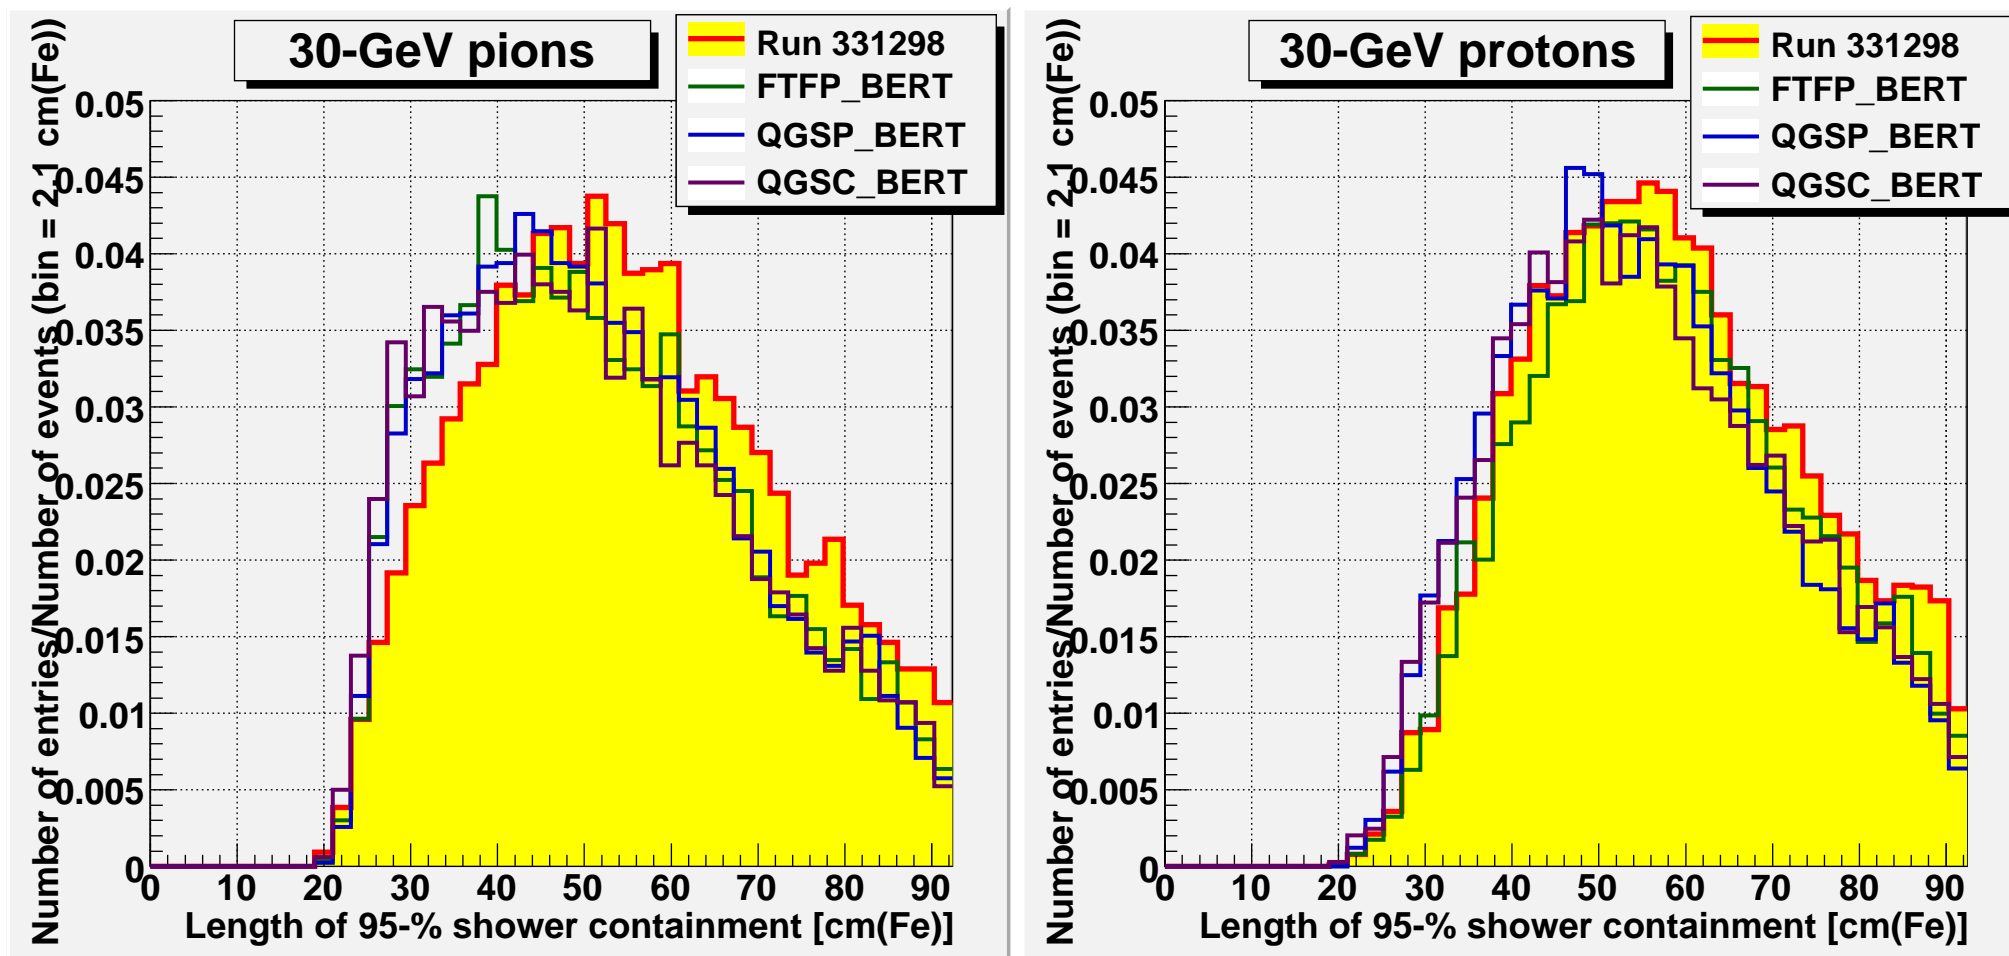 30-GeV pions
Run 331298
FTFP_BERT
QGSP_BERT
QGSC_BERT
Number of entries/Number of events (bin = 2.1 cm(Fe))
0.05
0.045
0.04
0.035
0.03
0.025
0.02
0.015
0.01
0.005
0
0 10 20 30 40 50 60 70 80 90
Length of 95-% shower containment [cm(Fe)]
30-GeV protons
Run 331298
FTFP_BERT
QGSP_BERT
QGSC_BERT
Number of entries/Number of events (bin = 2.1 cm(Fe))
0.05
0.045
0.04
0.035
0.03
0.025
0.02
0.015
0.01
0.005
0
0 10 20 30 40 50 60 70 80 90
Length of 95-% shower containment [cm(Fe)]